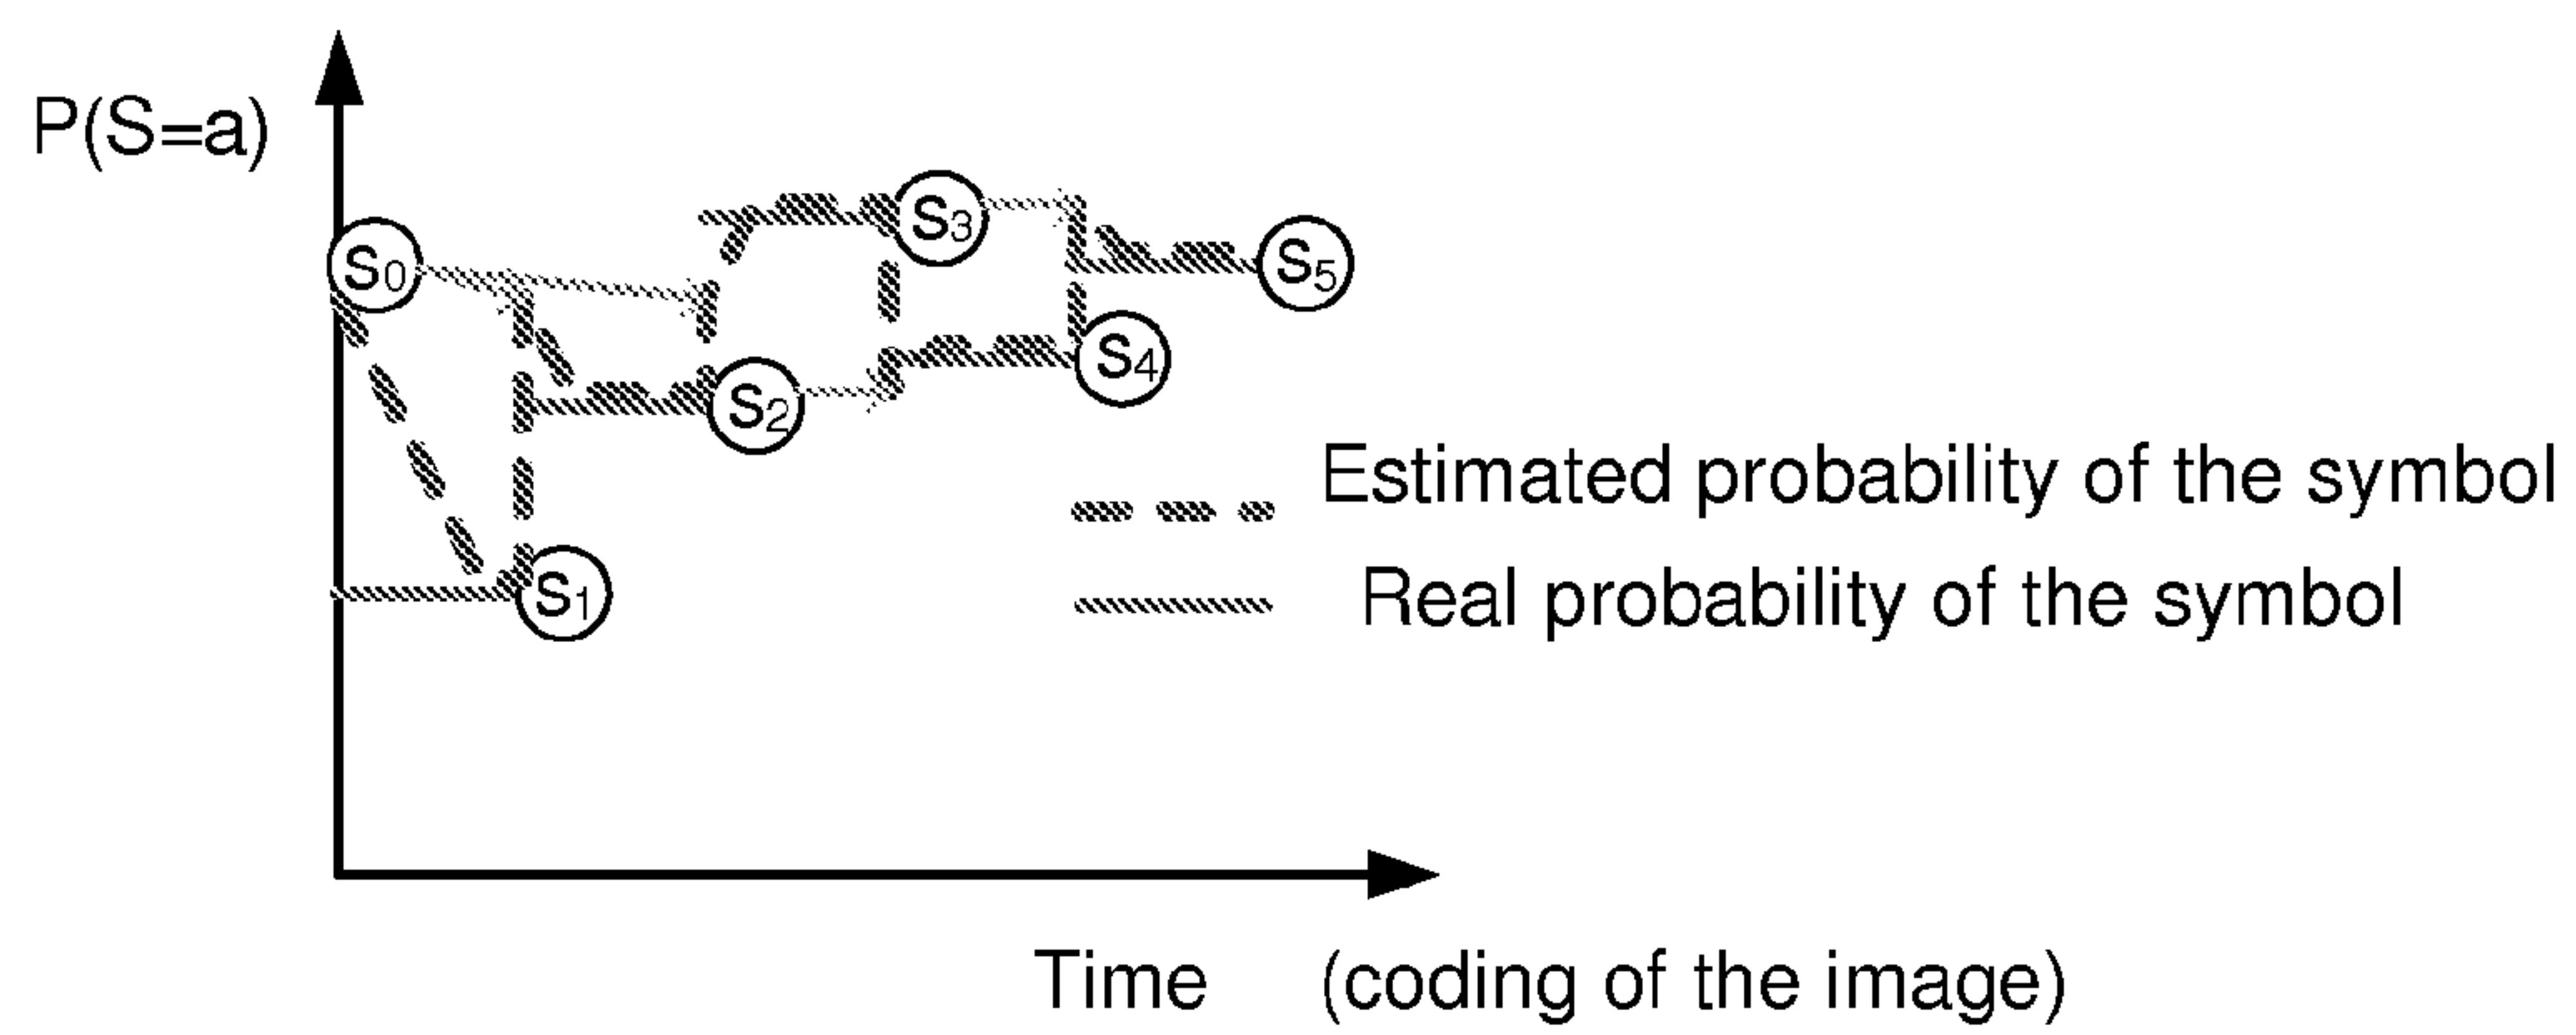 P(S=a)
S0
S3
S5
S4
S2
Estimated probability of the symbol
S1
Real probability of the symbol
Time (coding of the image)